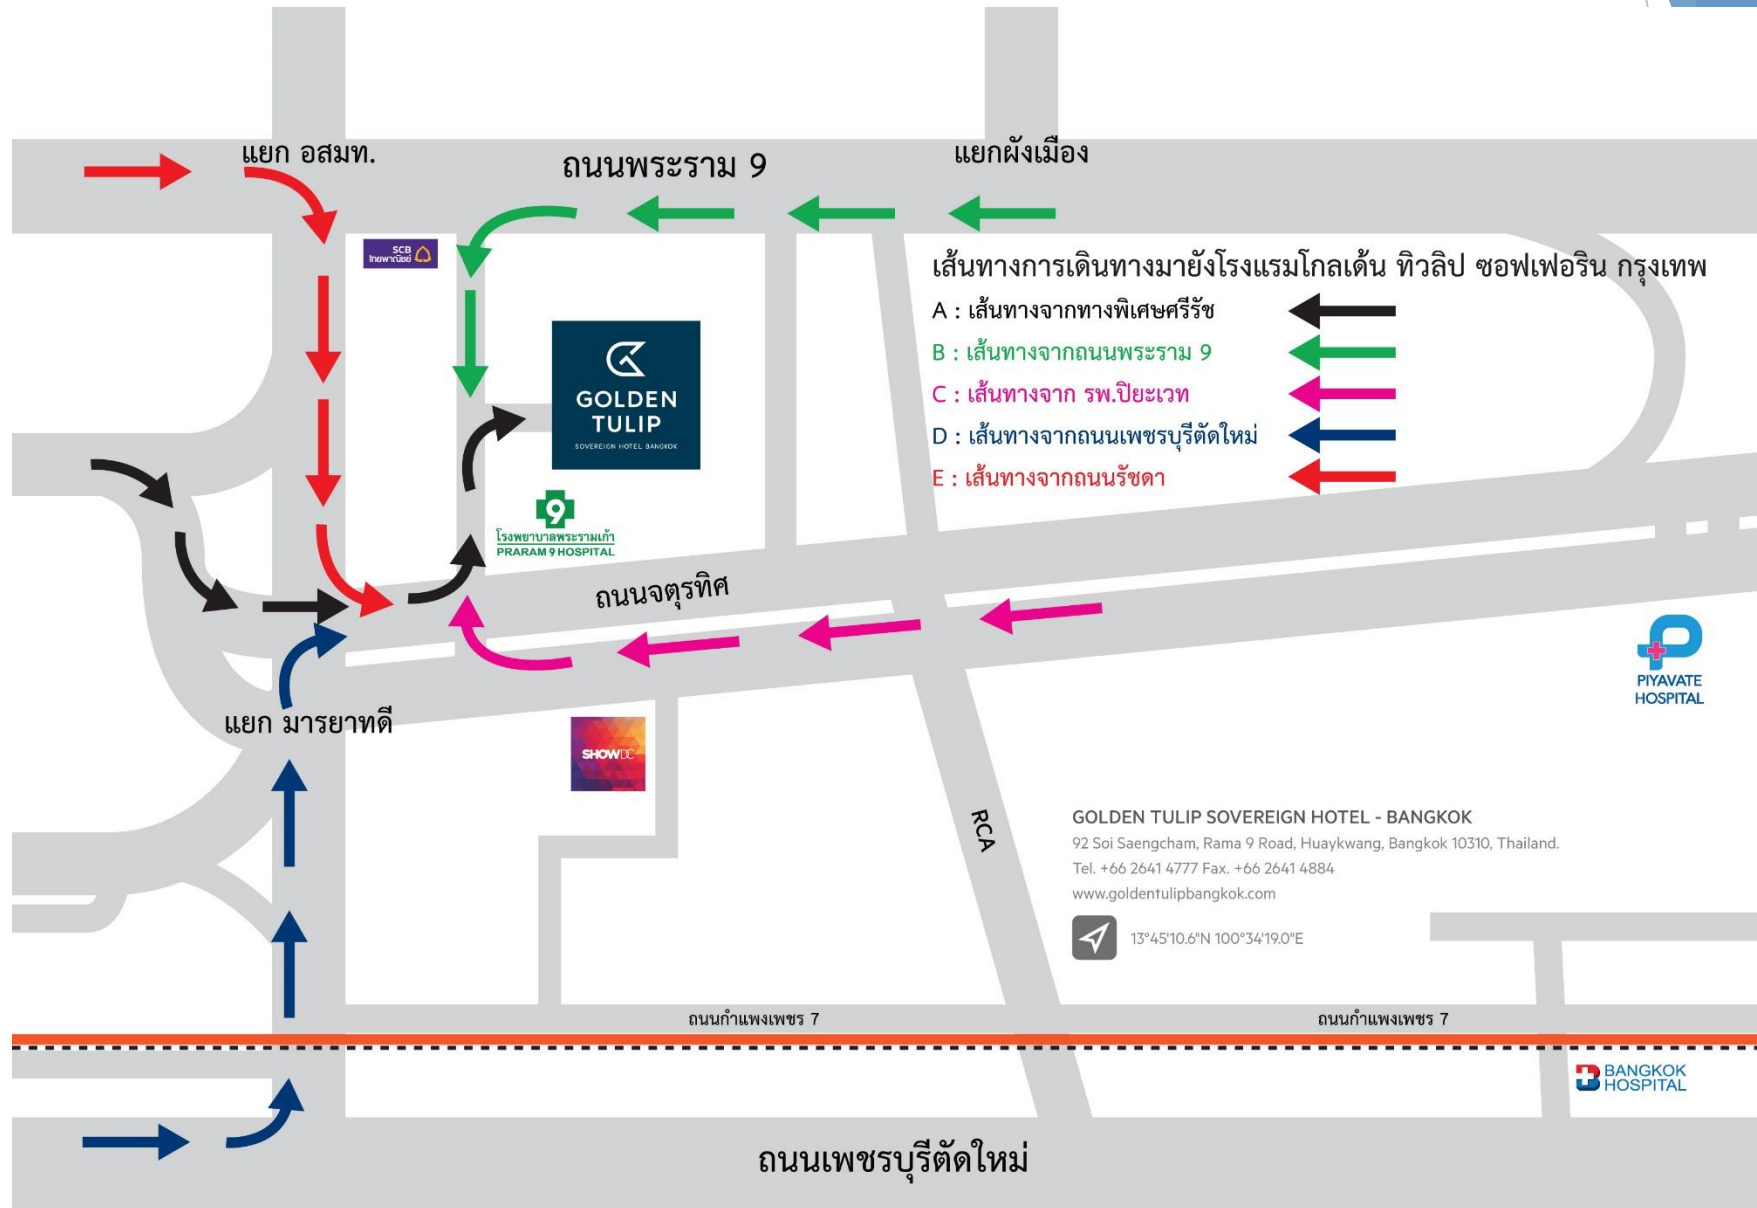 แยก อสมท.
ถนนพระราม 9
แยกผังเมือง
SCB
ไทยพาณิชย์
เส้นทางการเดินทางมายังโรงแรมโกลเด้น ทิวลิป ซอฟเฟอริน กรุงเทพ
A : เส้นทางจากทางพิเศษศรีรัช
B : เส้นทางจากถนนพระราม 9
C : เส้นทางจาก รพ.ปิยะเวท
D : เส้นทางจากถนนเพชรบุรีตัดใหม่
E : เส้นทางจากถนนรัชดา
GOLDEN
TULIP
SOVEREIGN HOTEL BANGKOK
9
โรงพยาบาลพระรามเก้า
PRARAM 9 HOSPITAL
ถนนจตุรทิศ
PIYAVATE
HOSPITAL
แยก มารยาทดี
SHOWDC
RCA
GOLDEN TULIP SOVEREIGN HOTEL - BANGKOK
92 Soi Saengcham, Rama 9 Road, Huaykwang, Bangkok 10310, Thailand.
Tel. +66 2641 4777 Fax. +66 2641 4884
www.goldentulipbangkok.com
13°45'10.6"N 100°34'19.0"E
ถนนกำแพงเพชร 7
ถนนกำแพงเพชร 7
BANGKOK
HOSPITAL
ถนนเพชรบุรีตัดใหม่